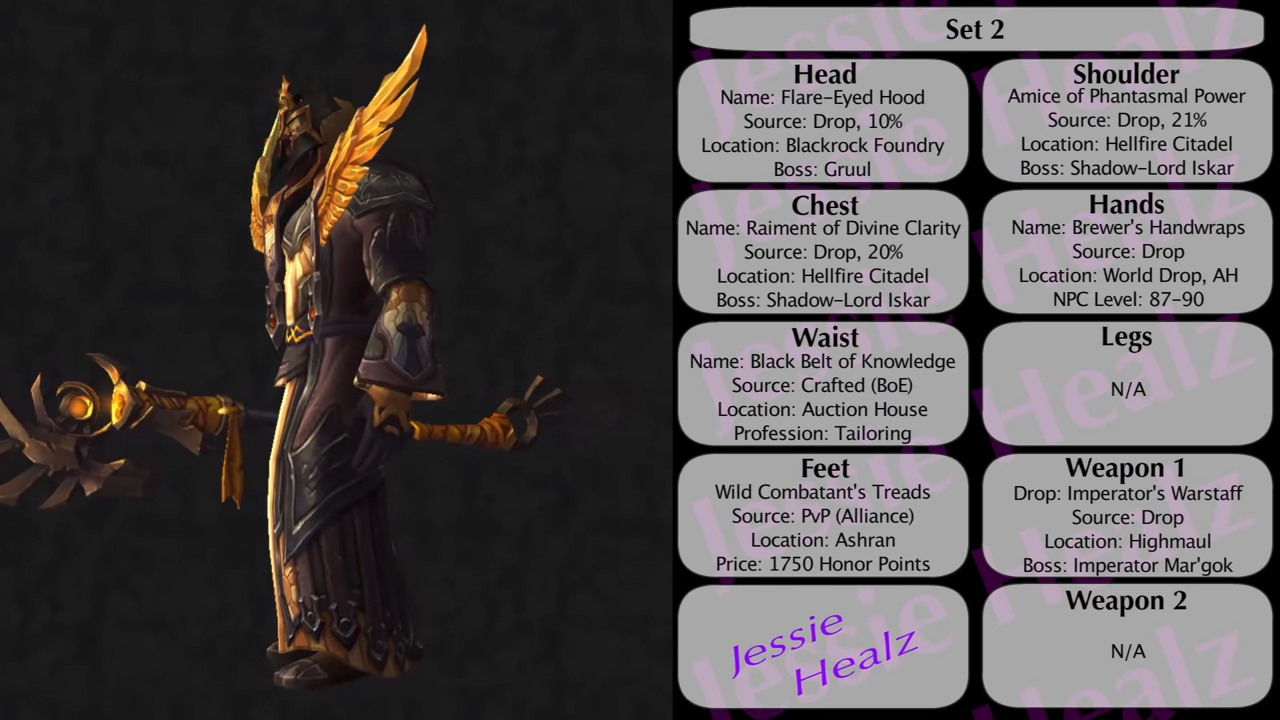 Set 2
Head
Name: Flare-Eyed Hood
Source: Drop, 10%
Location: Blackrock Foundry
Boss: Gruul
Shoulder
Amice of Phantasmal Power
Source: Drop, 21%
Location: Hellfire Citadel
Boss: Shadow-Lord Iskar
Chest
Name: Raiment of Divine Clarity
Source: Drop, 20%
Location: Hellfire Citadel
Boss: Shadow-Lord Iskar
Hands
Name: Brewer's Handwraps
Source: Drop
Location: World Drop, AH
NPC Level: 87-90
Waist
Name: Black Belt of Knowledge
Source: Crafted (BoE)
Location: Auction House
Profession: Tailoring
Legs
N/A
Feet
Wild Combatant's Treads
Source: PvP (Alliance)
Location: Ashran
Price: 1750 Honor Points
Weapon 1
Drop: Imperator's Warstaff
Source: Drop
Location: Highmaul
Boss: Imperator Mar'gok
Jessie
Healz
Weapon 2
N/A